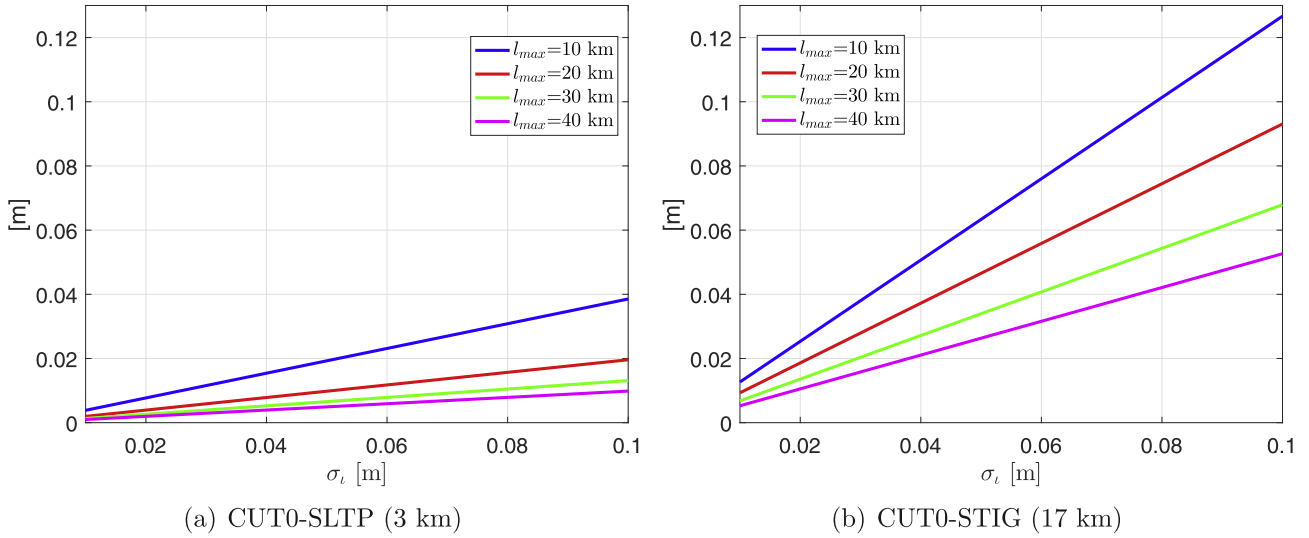 0.12
0.1
0.08
0.06
0.04
0.02
0
[m]
l_max=10 km
l_max=20 km
l_max=30 km
l_max=40 km
0.02 0.04 0.06 0.08 0.1
σ_ι [m]
(a) CUT0-SLTP (3 km)
0.12
0.1
0.08
0.06
0.04
0.02
0
[m]
l_max=10 km
l_max=20 km
l_max=30 km
l_max=40 km
0.02 0.04 0.06 0.08 0.1
σ_ι [m]
(b) CUT0-STIG (17 km)